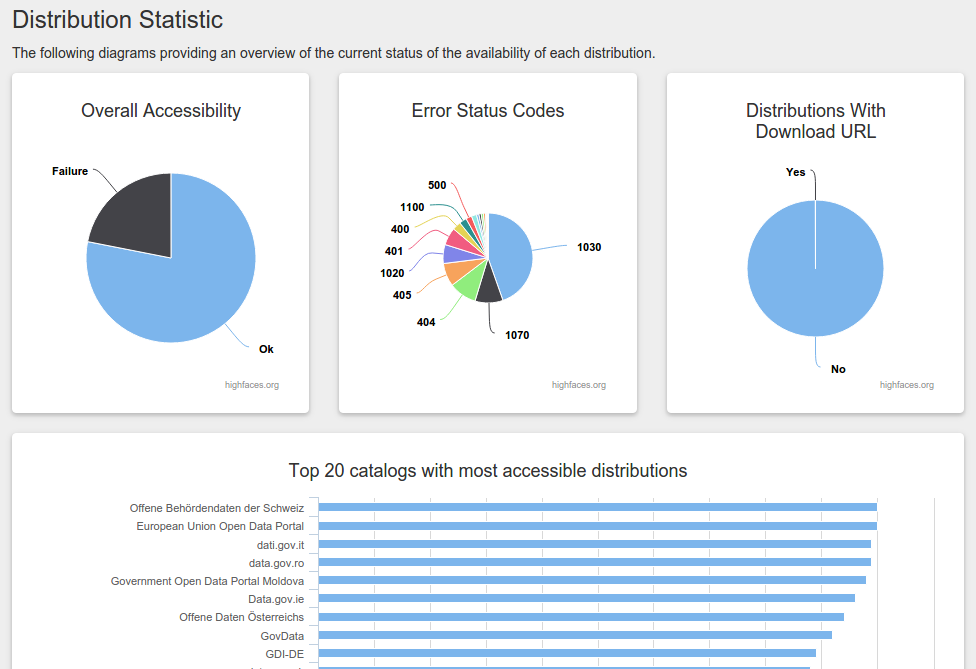 Distribution Statistic
The following diagrams providing an overview of the current status of the availability of each distribution.
Overall Accessibility
Failure
Ok
highfaces.org
Error Status Codes
500
1100
400
401
1020
405
404
1030
1070
highfaces.org
Distributions With
Download URL
Yes
No
highfaces.org
Top 20 catalogs with most accessible distributions
Offene Behördendaten der Schweiz
European Union Open Data Portal
dati.gov.it
data.gov.ro
Government Open Data Portal Moldova
Data.gov.ie
Offene Daten Österreichs
GovData
GDI-DE